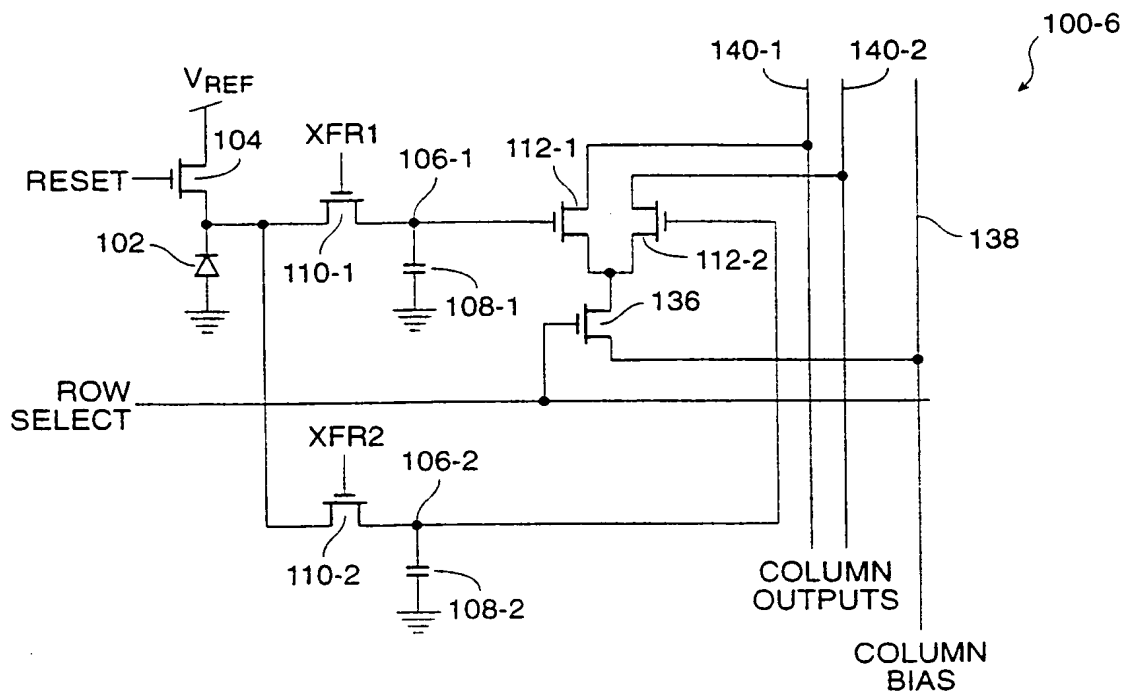 100-6
140-1
140-2
VREF
104
XFR1
106-1
112-1
RESET
102
110-1
108-1
112-2
138
136
ROW
SELECT
XFR2
106-2
110-2
108-2
COLUMN
OUTPUTS
COLUMN
BIAS